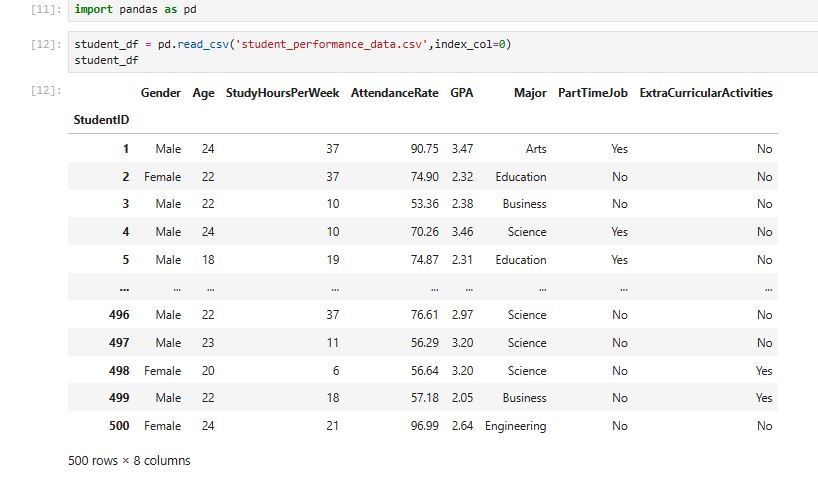 [11]: import pandas as pd
[12]: student_df = pd.read_csv('student_performance_data.csv',index_col=0)
student_df
[12]:
Gender Age StudyHoursPerWeek AttendanceRate GPA Major PartTimeJob ExtraCurricularActivities
StudentID
1 Male 24 37 90.75 3.47 Arts Yes No
2 Female 22 37 74.90 2.32 Education No No
3 Male 22 10 53.36 2.38 Business No No
4 Male 24 10 70.26 3.46 Science Yes No
5 Male 18 19 74.87 2.31 Education Yes No
... ... ... ... ... ... ... ... ...
496 Male 22 37 76.61 2.97 Science No No
497 Male 23 11 56.29 3.20 Science No No
498 Female 20 6 56.64 3.20 Science No Yes
499 Male 22 18 57.18 2.05 Business No Yes
500 Female 24 21 96.99 2.64 Engineering No No
500 rows × 8 columns